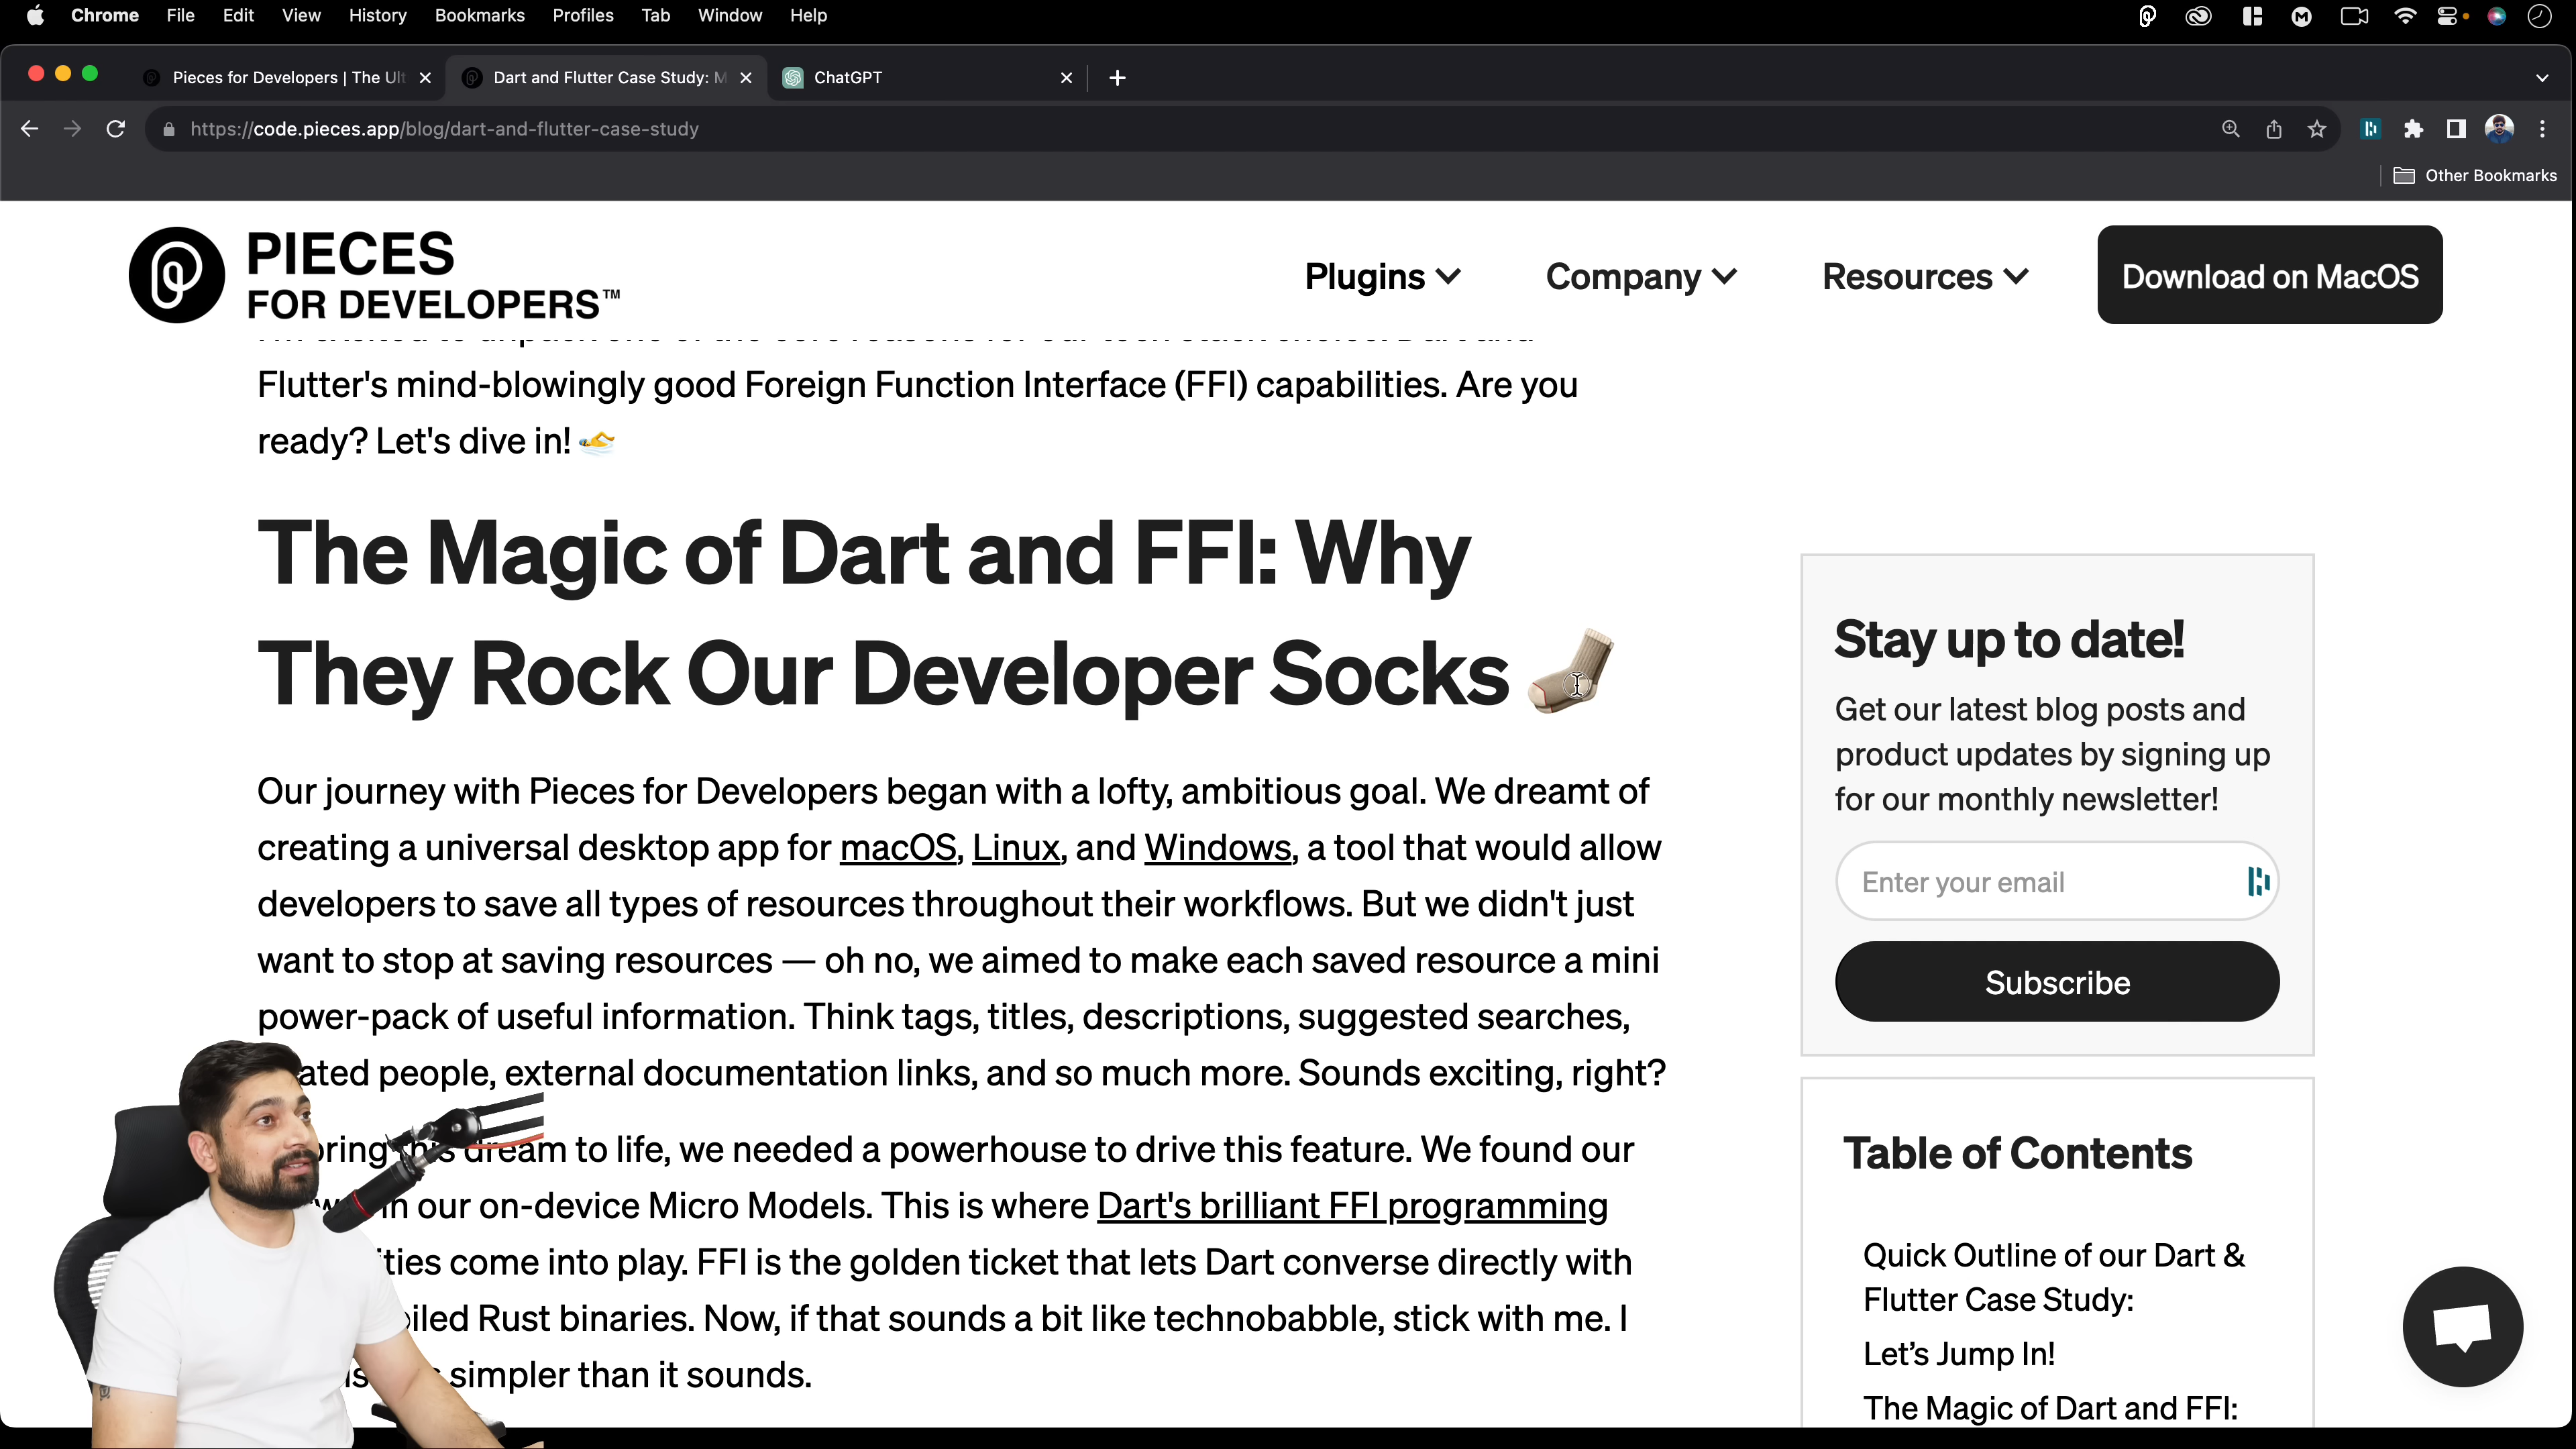 Chrome File Edit View History Bookmarks Profiles Tab Window Help
Pieces for Developers | The Ult
Dart and Flutter Case Study: M
ChatGPT
https://code.pieces.app/blog/dart-and-flutter-case-study
Other Bookmarks
PIECES
FOR DEVELOPERS™
Plugins
Company
Resources
Download on MacOS
Flutter's mind-blowingly good Foreign Function Interface (FFI) capabilities. Are you
ready? Let's dive in!
The Magic of Dart and FFI: Why
They Rock Our Developer Socks
Our journey with Pieces for Developers began with a lofty, ambitious goal. We dreamt of
creating a universal desktop app for macOS, Linux, and Windows, a tool that would allow
developers to save all types of resources throughout their workflows. But we didn't just
want to stop at saving resources — oh no, we aimed to make each saved resource a mini
power-pack of useful information. Think tags, titles, descriptions, suggested searches,
people, external documentation links, and so much more. Sounds exciting, right?
dream to life, we needed a powerhouse to drive this feature. We found our
in our on-device Micro Models. This is where Dart's brilliant FFI programming
come into play. FFI is the golden ticket that lets Dart converse directly with
Rust binaries. Now, if that sounds a bit like technobabble, stick with me. I
simpler than it sounds.
Stay up to date!
Get our latest blog posts and
product updates by signing up
for our monthly newsletter!
Enter your email
Subscribe
Table of Contents
Quick Outline of our Dart &
Flutter Case Study:
Let’s Jump In!
The Magic of Dart and FFI: